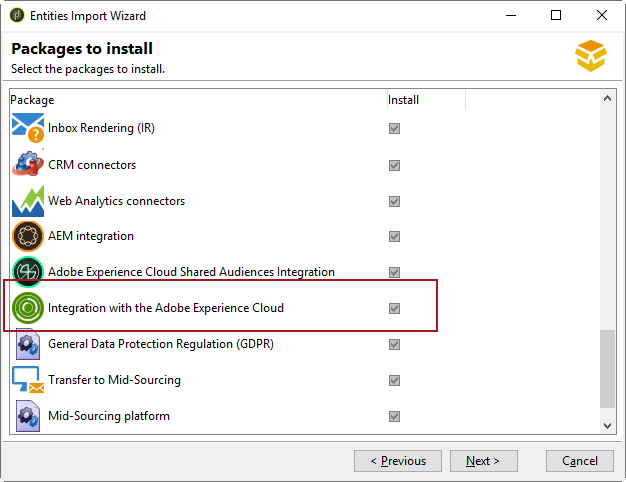 Entities Import Wizard
Packages to install
Select the packages to install.
Package Install
Inbox Rendering (IR)
CRM connectors
Web Analytics connectors
AEM integration
Adobe Experience Cloud Shared Audiences Integration
Integration with the Adobe Experience Cloud
General Data Protection Regulation (GDPR)
Transfer to Mid-Sourcing
Mid-Sourcing platform
< Previous Next > Cancel